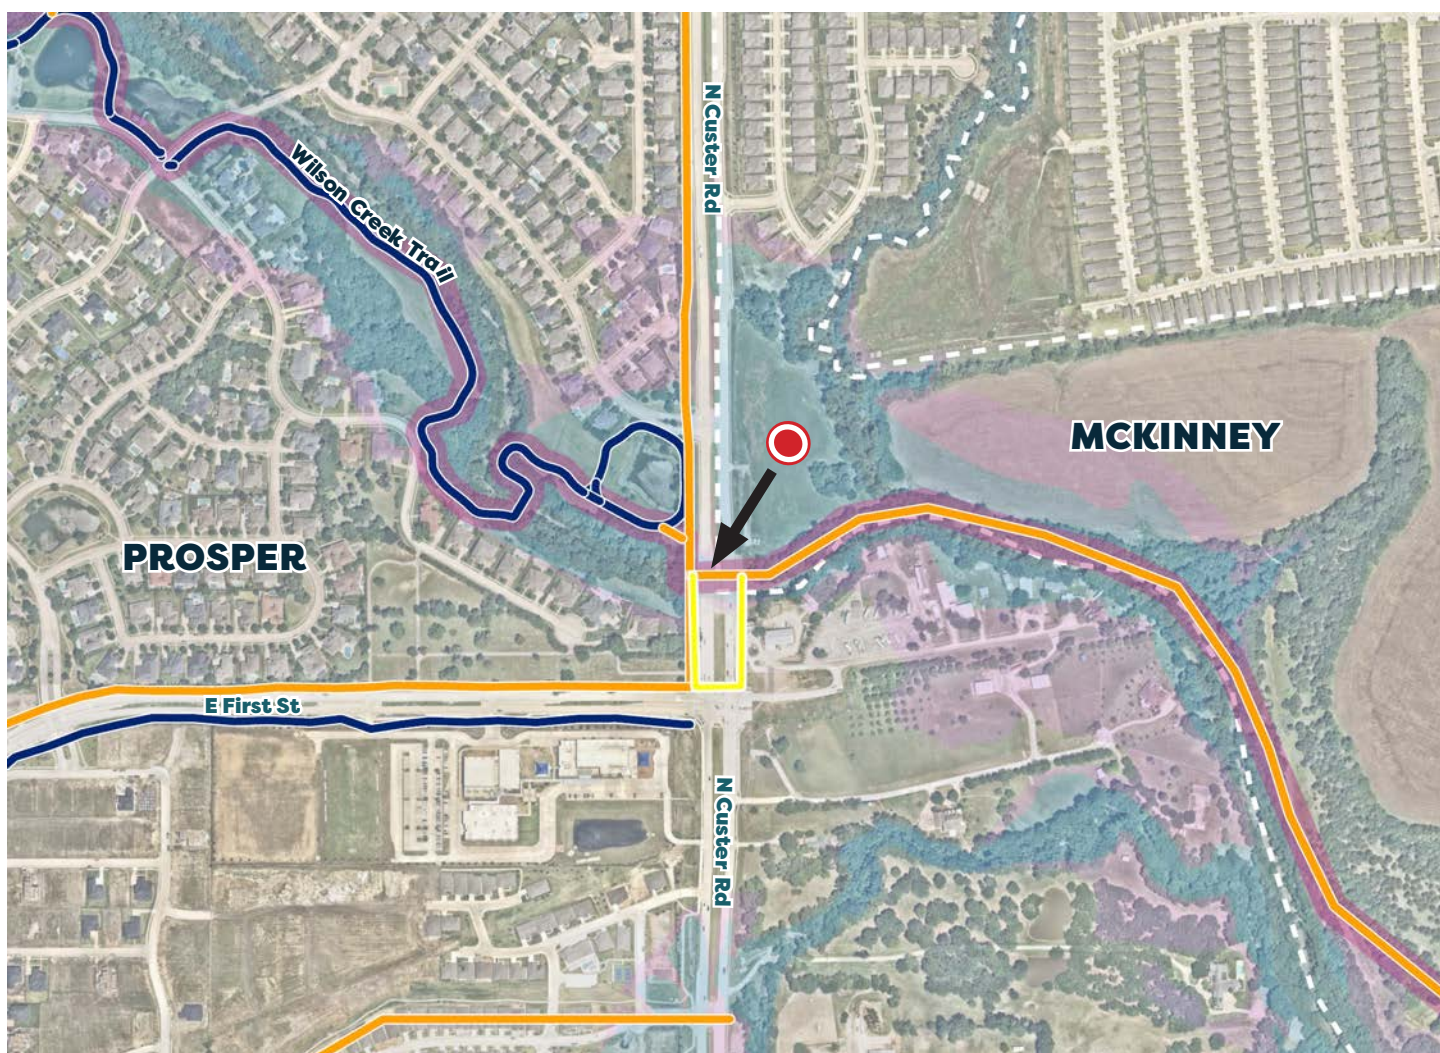 N Custer Rd
Wilson Creek Trail
MCKINNEY
PROSPER
E First St
N Custer Rd